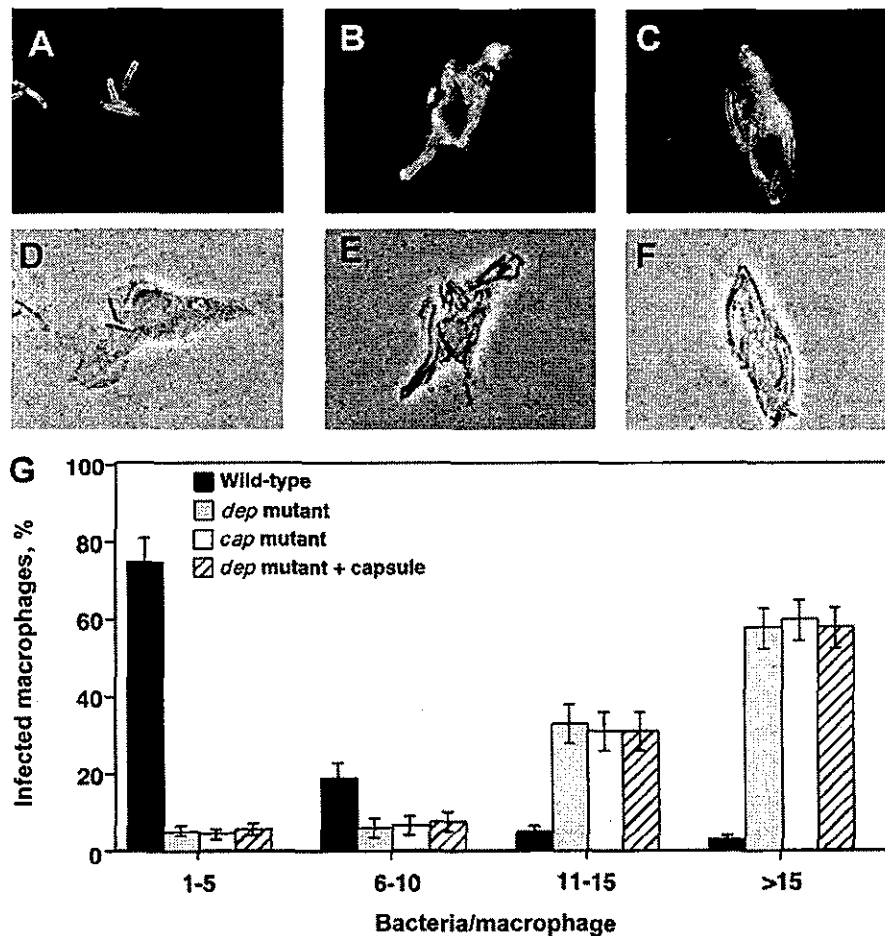 A
B
C
D
E
F
G
Infected macrophages, %
100
80
60
40
20
0
Wild-type
dep mutant
cap mutant
dep mutant + capsule
1-5
6-10
11-15
>15
Bacteria/macrophage